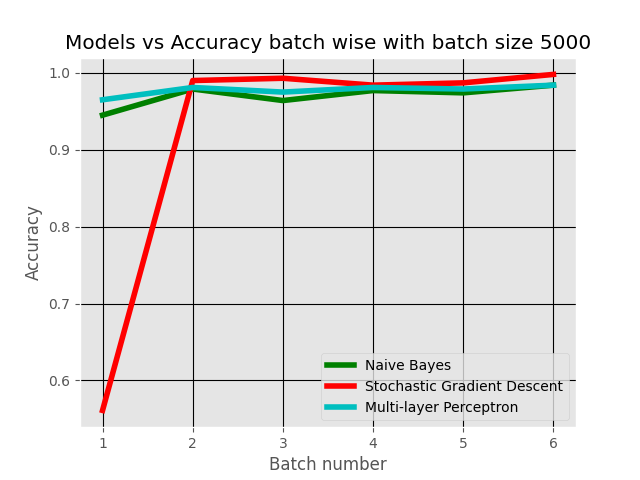 Models vs Accuracy batch wise with batch size 5000
1.0
0.9
0.8
0.7
0.6
Accuracy
Naive Bayes
Stochastic Gradient Descent
Multi-layer Perceptron
1 2 3 4 5 6
Batch number